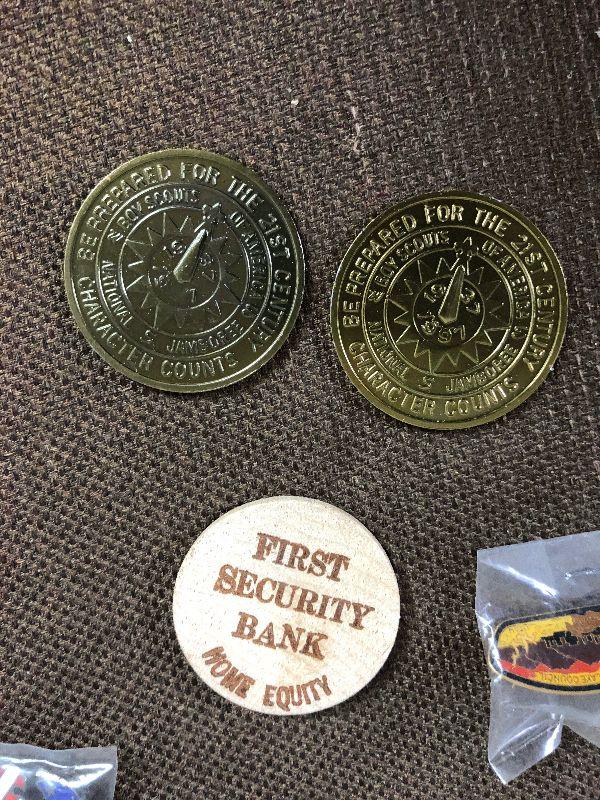 BE PREPARED FOR THE 21ST CENTURY
& BOY SCOUTS OF AMERICA
NATIONAL JAMBOREE
CHARACTER COUNTS
BE PREPARED FOR THE 21ST CENTURY
& BOY SCOUTS OF AMERICA
NATIONAL JAMBOREE
CHARACTER COUNTS
FIRST
SECURITY
BANK
HOME EQUITY
COUNCIL